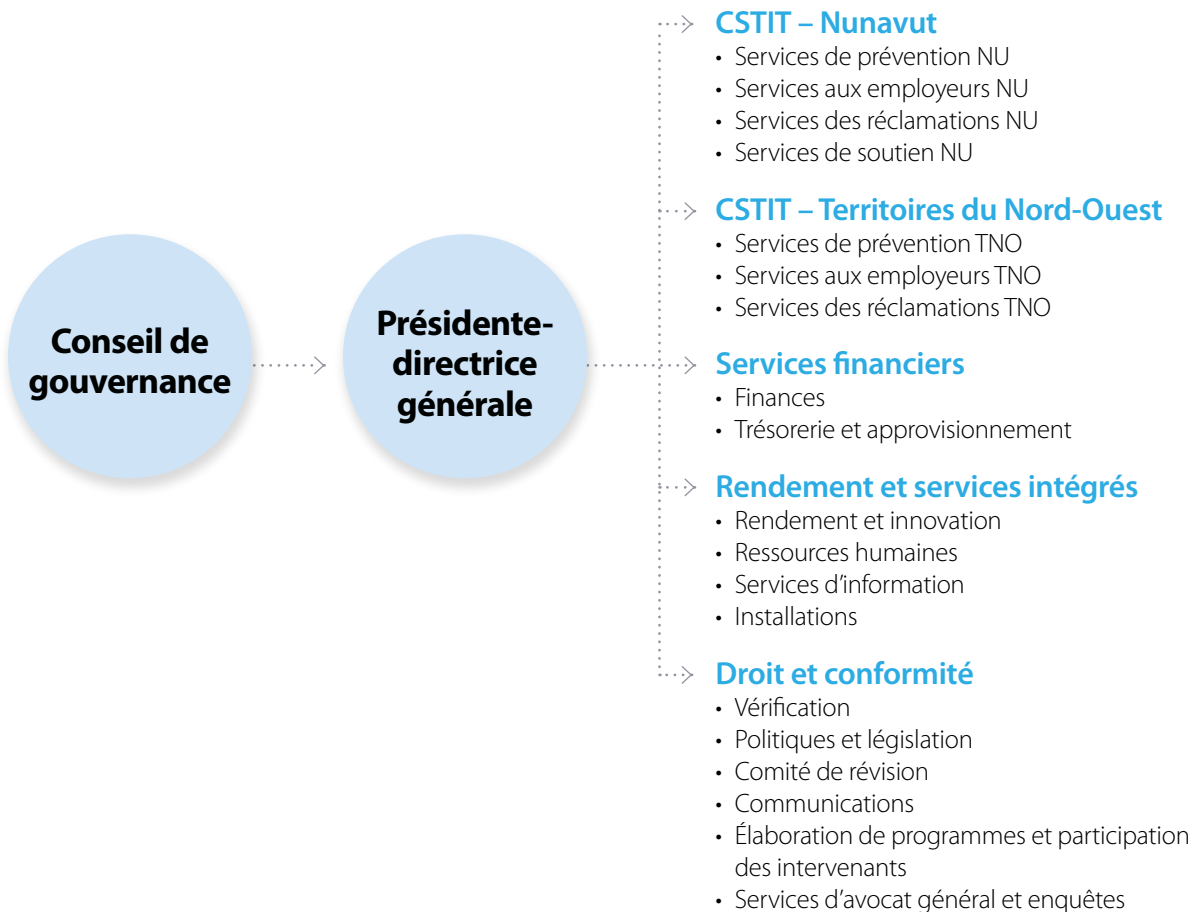 Conseil de
gouvernance
Présidente-
directrice
générale
CSTIT – Nunavut
• Services de prévention NU
• Services aux employeurs NU
• Services des réclamations NU
• Services de soutien NU
CSTIT – Territoires du Nord-Ouest
• Services de prévention TNO
• Services aux employeurs TNO
• Services des réclamations TNO
Services financiers
• Finances
• Trésorerie et approvisionnement
Rendement et services intégrés
• Rendement et innovation
• Ressources humaines
• Services d’information
• Installations
Droit et conformité
• Vérification
• Politiques et législation
• Comité de révision
• Communications
• Élaboration de programmes et participation
des intervenants
• Services d’avocat général et enquêtes